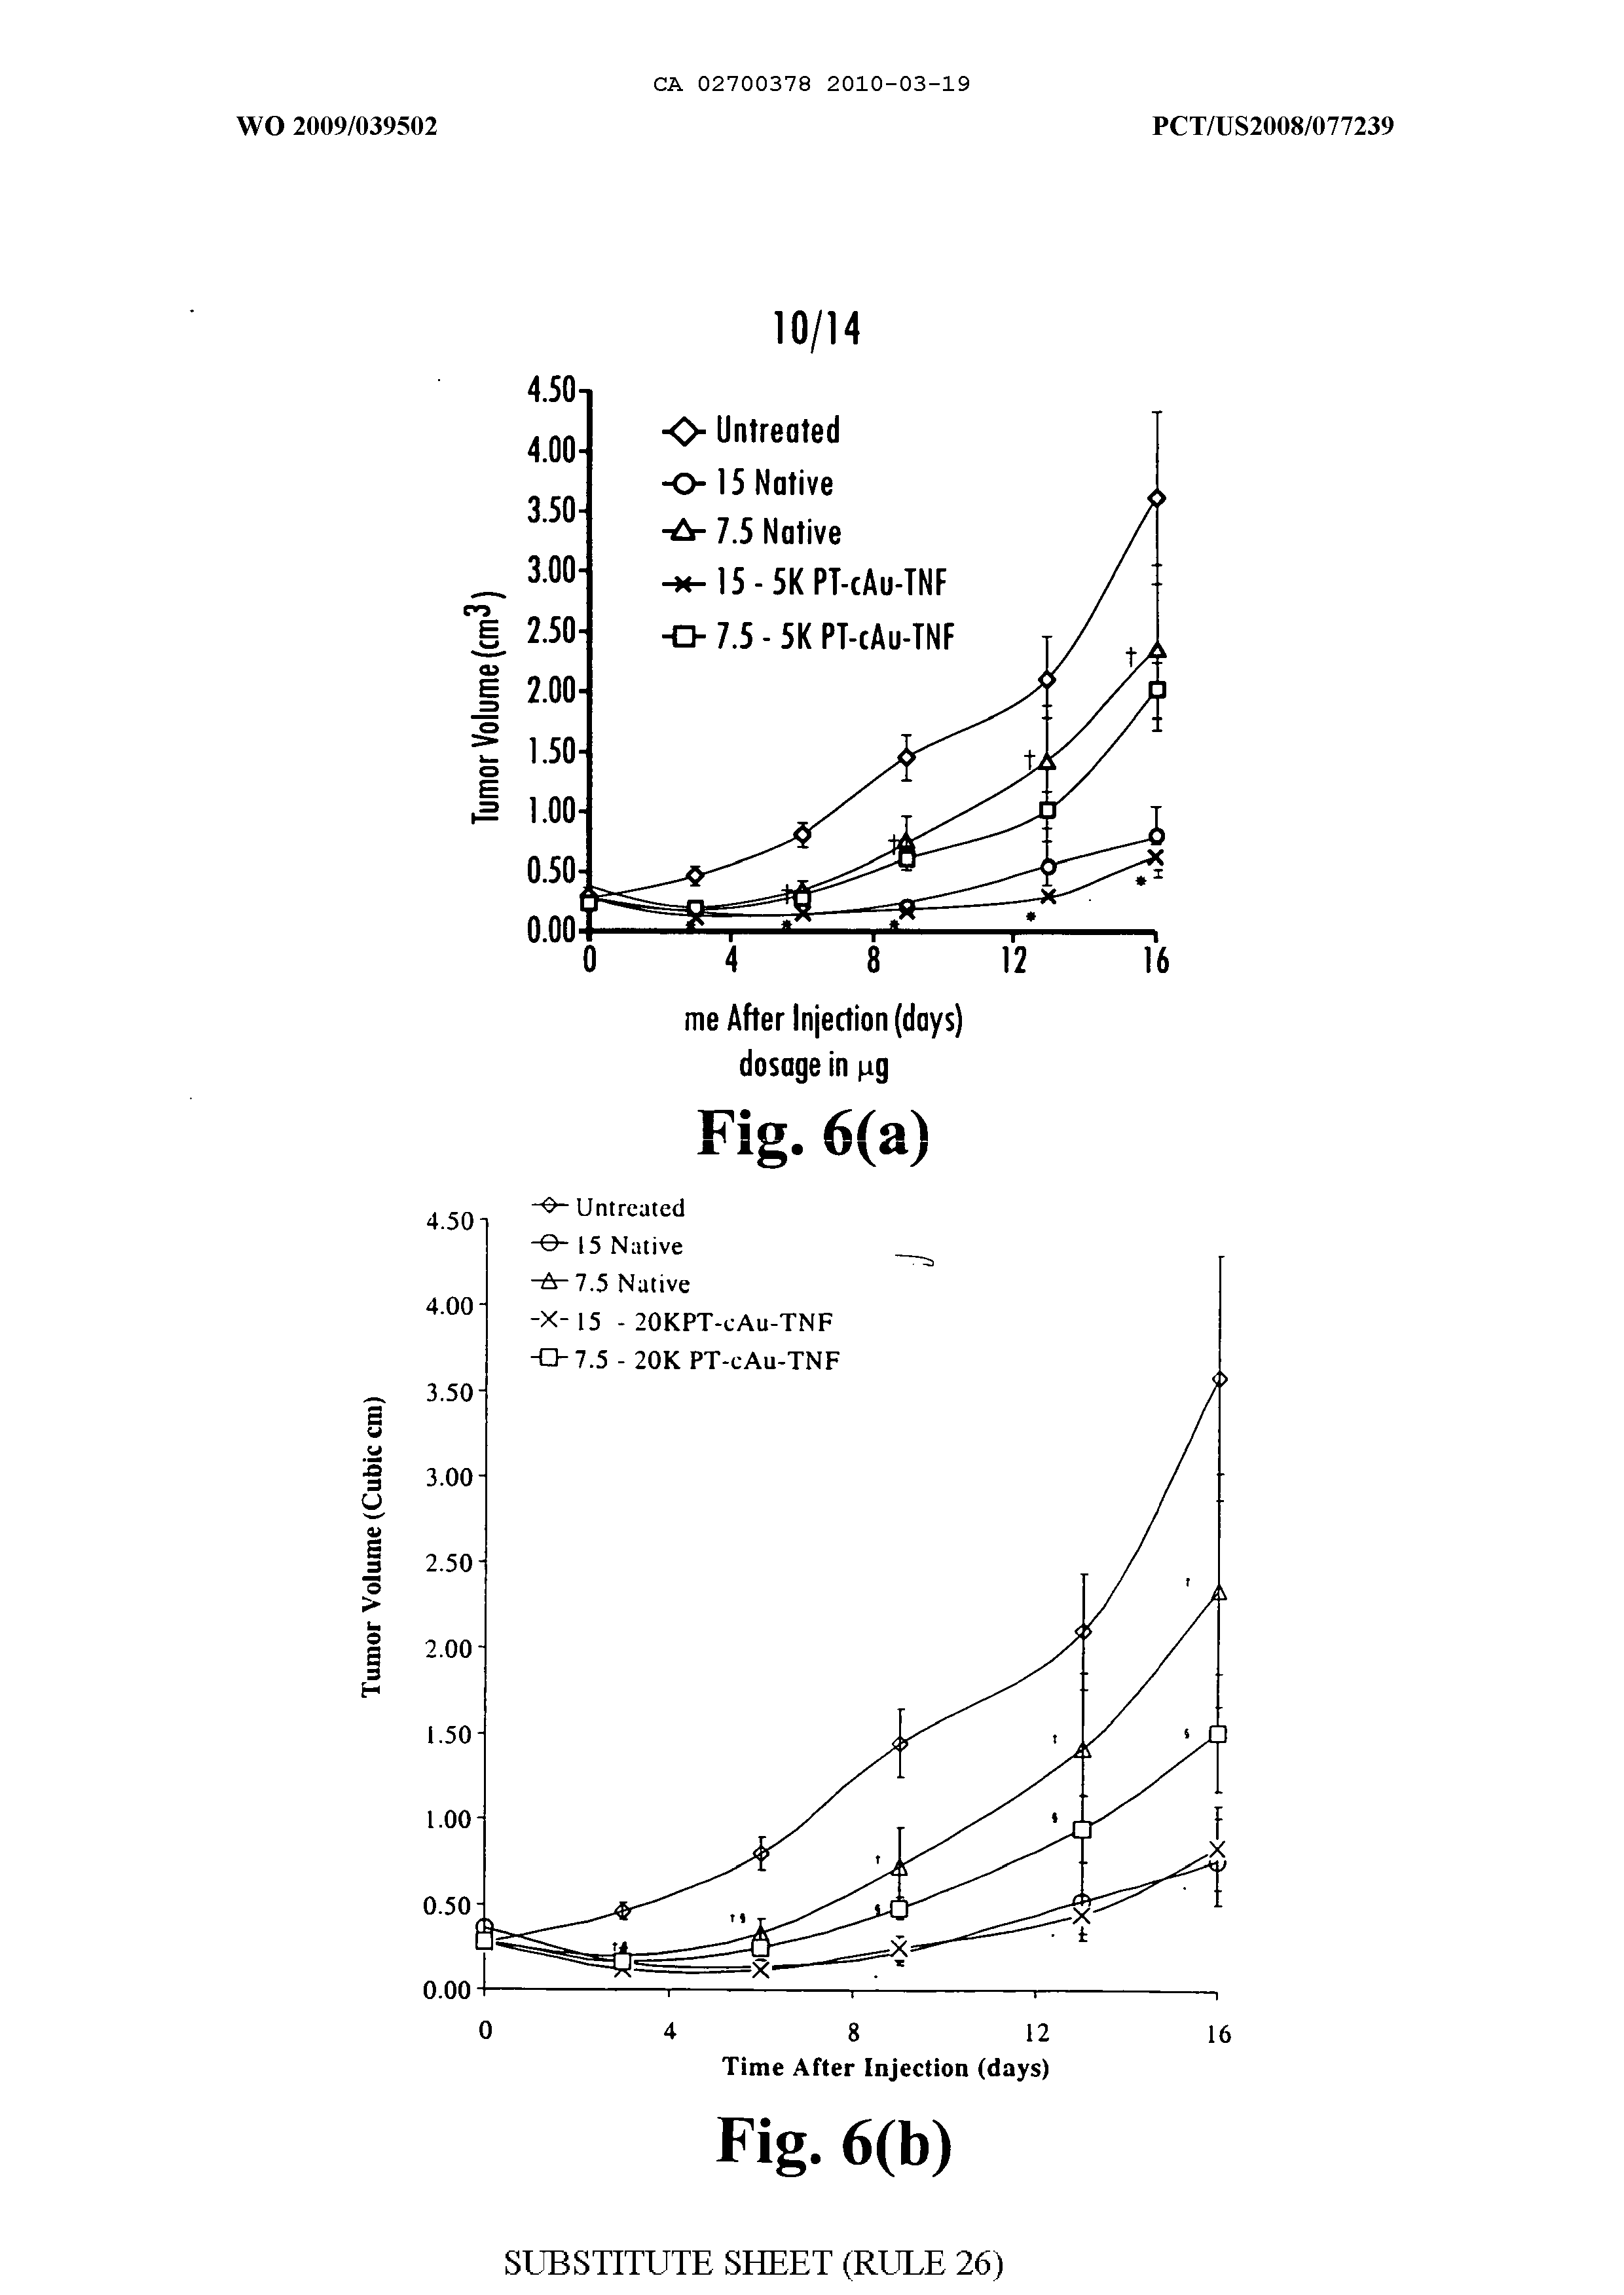 CA 02700378 2010-03-19
WO 2009/039502
PCT/US2008/077239
10/14
4.50
4.00
3.50
3.00
2.50
2.00
1.50
1.00
0.50
0.00
Tumor Volume (cm3)
Untreated
15 Native
7.5 Native
15 - 5K PT-cAu-TNF
7.5 - 5K PT-cAu-TNF
†
†
†
†
*
*
*
*
*
0 4 8 12 16
me After Injection (days)
dosage in µg
Fig. 6(a)
Untreated
15 Native
7.5 Native
15 - 20KPT-cAu-TNF
7.5 - 20K PT-cAu-TNF
4.50
4.00
3.50
3.00
2.50
2.00
1.50
1.00
0.50
0.00
Tumor Volume (Cubic cm)
†
†
§
§
†
§
† §
0 4 8 12 16
Time After Injection (days)
Fig. 6(b)
SUBSTITUTE SHEET (RULE 26)